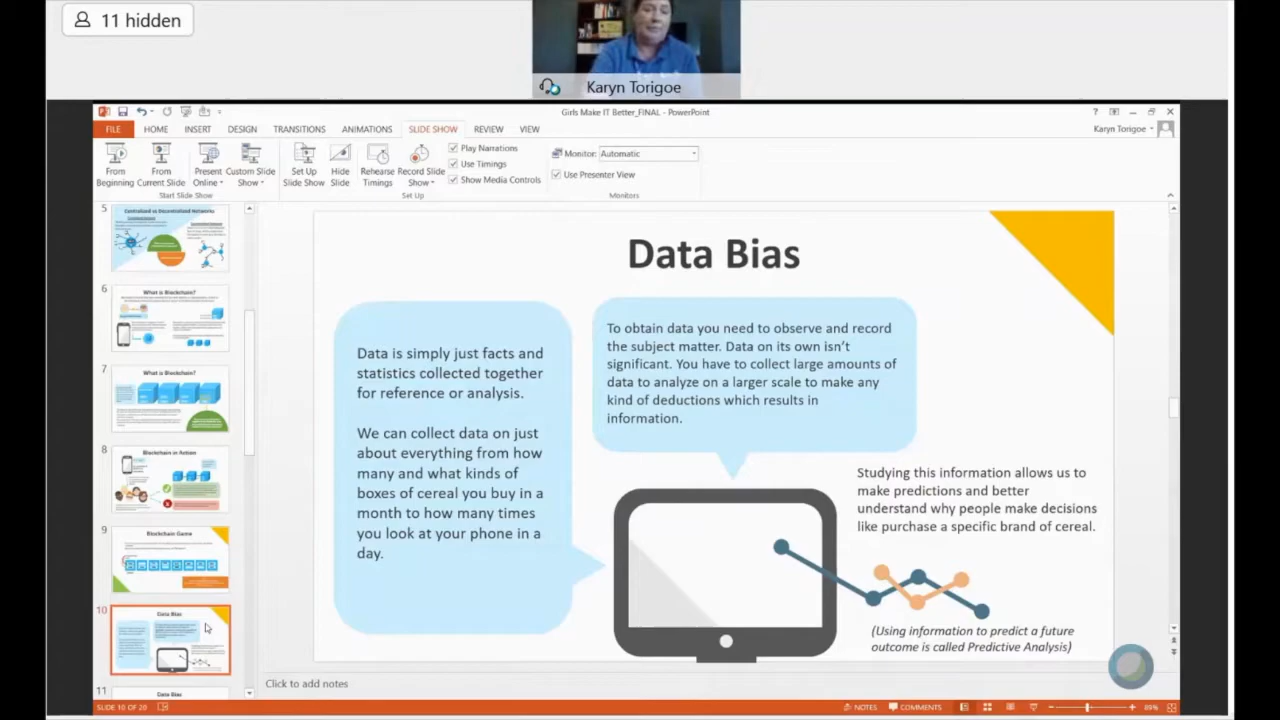 11 hidden
Karyn Torigoe
Girls Make IT Better_FINAL - PowerPoint
?
FILE HOME INSERT DESIGN TRANSITIONS ANIMATIONS SLIDE SHOW REVIEW VIEW
Karyn Torigoe
From Beginning
From Current Slide
Present Online
Custom Slide Show
Start Slide Show
Set Up Slide Show
Hide Slide
Rehearse Timings
Record Slide Show
Play Narrations
Use Timings
Show Media Controls
Set Up
Monitor: Automatic
Use Presenter View
Monitors
5
Centralized vs Decentralized Networks
6
What is Blockchain?
7
What is Blockchain?
8
Blockchain in Action
9
Blockchain Game
10
Data Bias
11
Data Bias
Data Bias
Data is simply just facts and
statistics collected together
for reference or analysis.
We can collect data on just
about everything from how
many and what kinds of
boxes of cereal you buy in a
month to how many times
you look at your phone in a
day.
To obtain data you need to observe and record
the subject matter. Data on its own isn’t
significant. You have to collect large amounts of
data to analyze on a larger scale to make any
kind of deductions which results in
information.
Studying this information allows us to
make predictions and better
understand why people make decisions
like purchase a specific brand of cereal.
(Using information to predict a future
outcome is called Predictive Analysis)
Click to add notes
SLIDE 10 OF 20
NOTES
COMMENTS
89%